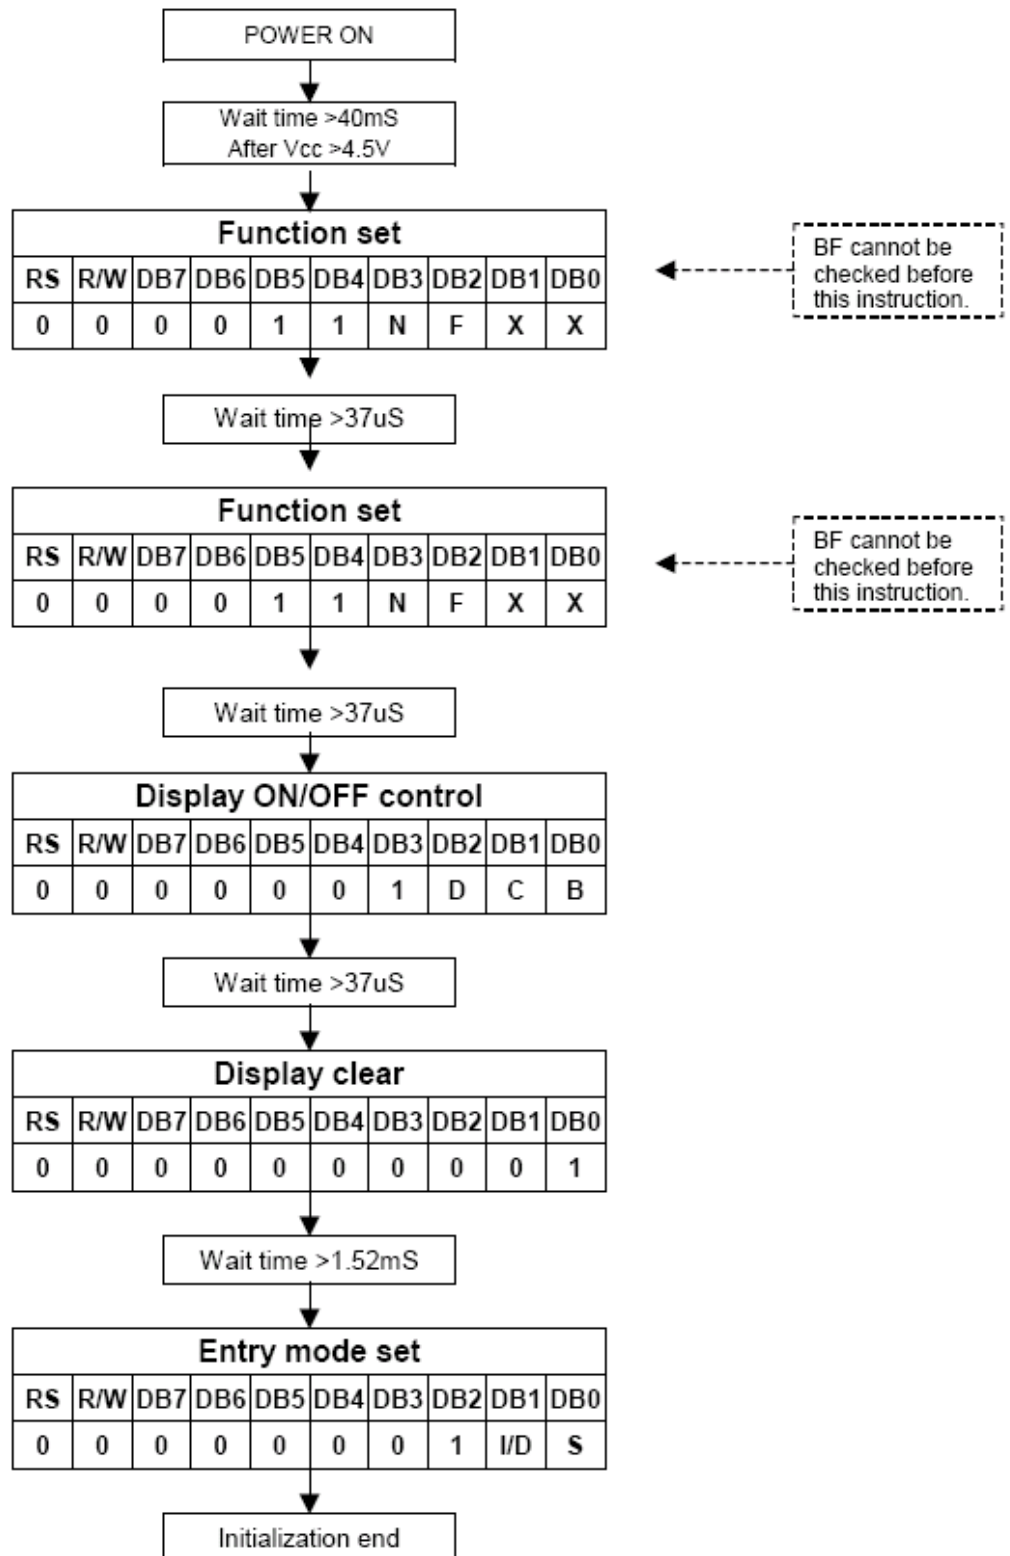 POWER ON
Wait time >40mS
After Vcc >4.5V
Function set
RS R/W DB7 DB6 DB5 DB4 DB3 DB2 DB1 DB0
0 0 0 0 1 1 N F X X
BF cannot be
checked before
this instruction.
Wait time >37uS
Function set
RS R/W DB7 DB6 DB5 DB4 DB3 DB2 DB1 DB0
0 0 0 0 1 1 N F X X
BF cannot be
checked before
this instruction.
Wait time >37uS
Display ON/OFF control
RS R/W DB7 DB6 DB5 DB4 DB3 DB2 DB1 DB0
0 0 0 0 0 0 1 D C B
Wait time >37uS
Display clear
RS R/W DB7 DB6 DB5 DB4 DB3 DB2 DB1 DB0
0 0 0 0 0 0 0 0 0 1
Wait time >1.52mS
Entry mode set
RS R/W DB7 DB6 DB5 DB4 DB3 DB2 DB1 DB0
0 0 0 0 0 0 0 1 I/D S
Initialization end